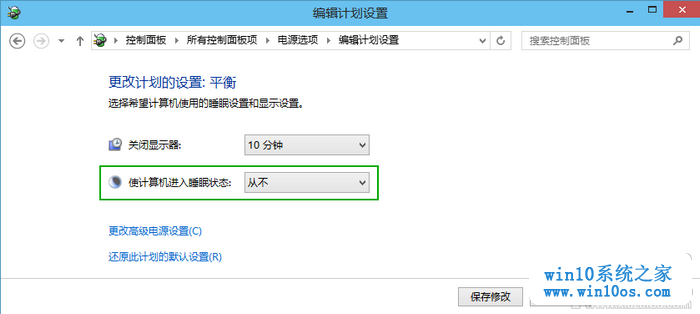 编辑计划设置
控制面板 所有控制面板项 电源选项 编辑计划设置
搜索控制面板
更改计划的设置: 平衡
选择希望计算机使用的睡眠设置和显示设置。
关闭显示器: 10 分钟
使计算机进入睡眠状态: 从不
更改高级电源设置(C)
还原此计划的默认设置(R)
保存修改
win10系统之家
www.win10os.com